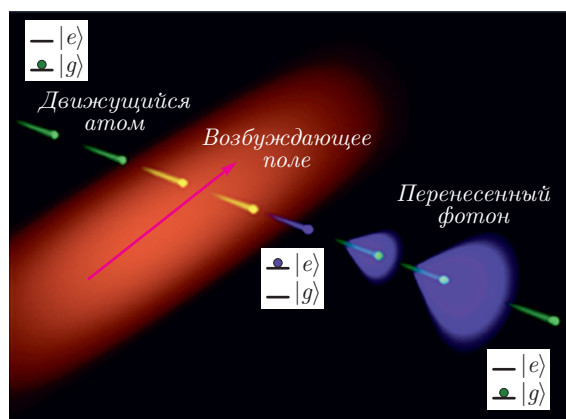 |e⟩
|g⟩
Движущийся
атом
Возбуждающее
поле
Перенесенный
фотон
|e⟩
|g⟩
|e⟩
|g⟩